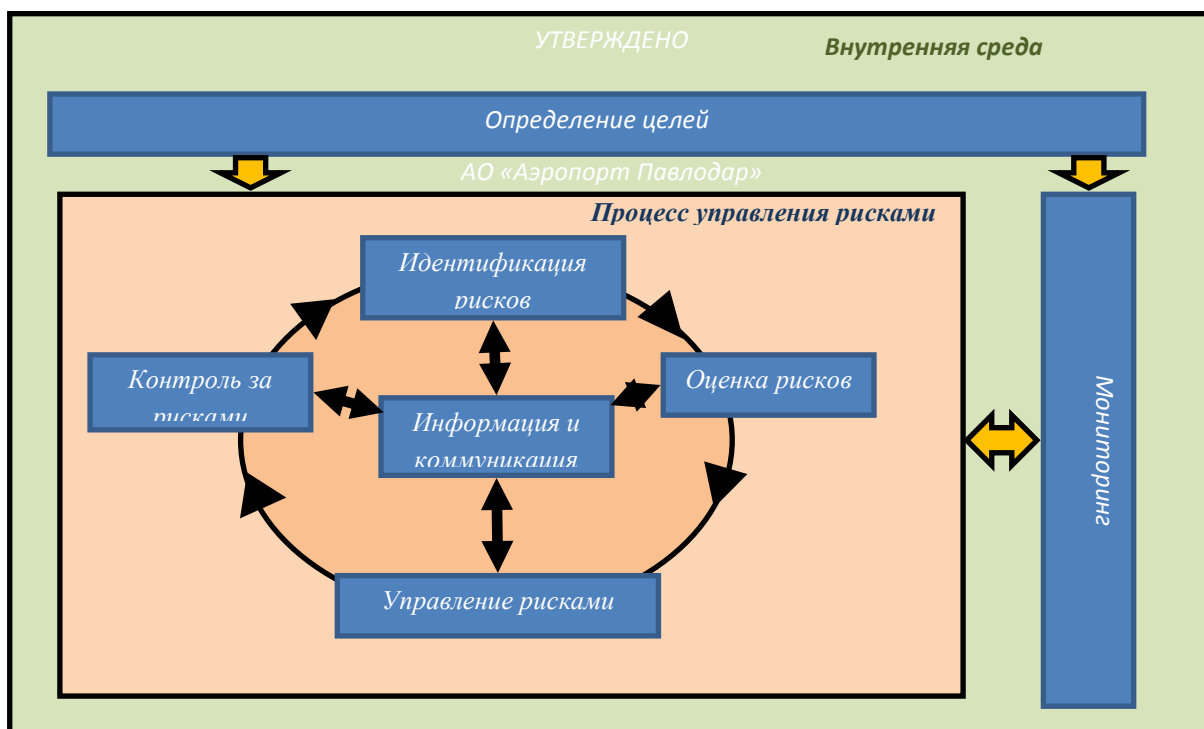 УТВЕРЖДЕНО
Внутренняя среда
Определение целей
АО «Аэропорт Павлодар»
Процесс управления рисками
Идентификация
рисков
Контроль за
рисками
Оценка рисков
Информация и
коммуникация
Управление рисками
Мониторинг